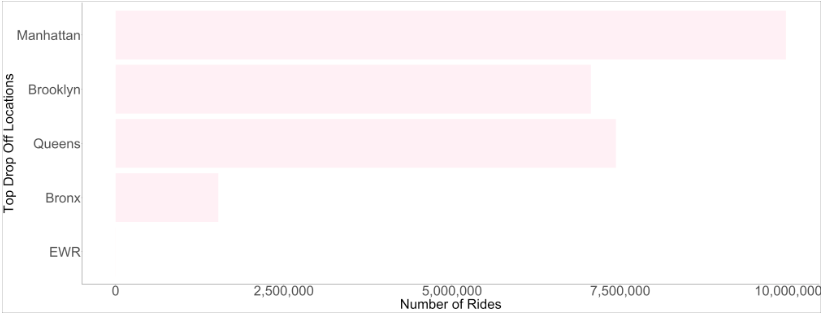 Top Drop Off Locations
Manhattan
Brooklyn
Queens
Bronx
EWR
0
2,500,000
5,000,000
7,500,000
10,000,000
Number of Rides